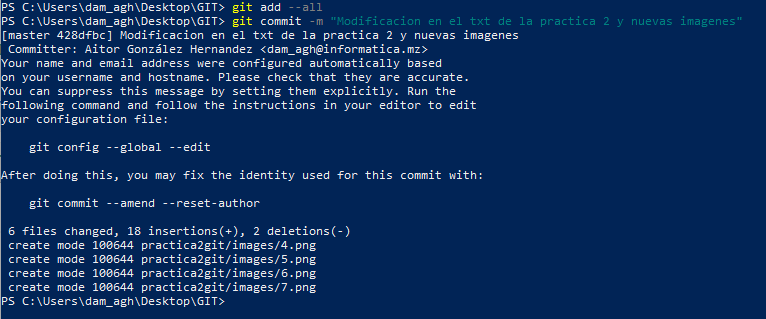 PS C:\Users\dam_agh\Desktop\GIT> git add --all
PS C:\Users\dam_agh\Desktop\GIT> git commit -m "Modificacion en el txt de la practica 2 y nuevas imagenes"
[master 428dfbc] Modificacion en el txt de la practica 2 y nuevas imagenes
 Committer: Aitor González Hernandez <dam_agh@informatica.mz>
Your name and email address were configured automatically based
on your username and hostname. Please check that they are accurate.
You can suppress this message by setting them explicitly. Run the
following command and follow the instructions in your editor to edit
your configuration file:
    git config --global --edit
After doing this, you may fix the identity used for this commit with:
    git commit --amend --reset-author
 6 files changed, 18 insertions(+), 2 deletions(-)
 create mode 100644 practica2git/images/4.png
 create mode 100644 practica2git/images/5.png
 create mode 100644 practica2git/images/6.png
 create mode 100644 practica2git/images/7.png
PS C:\Users\dam_agh\Desktop\GIT>